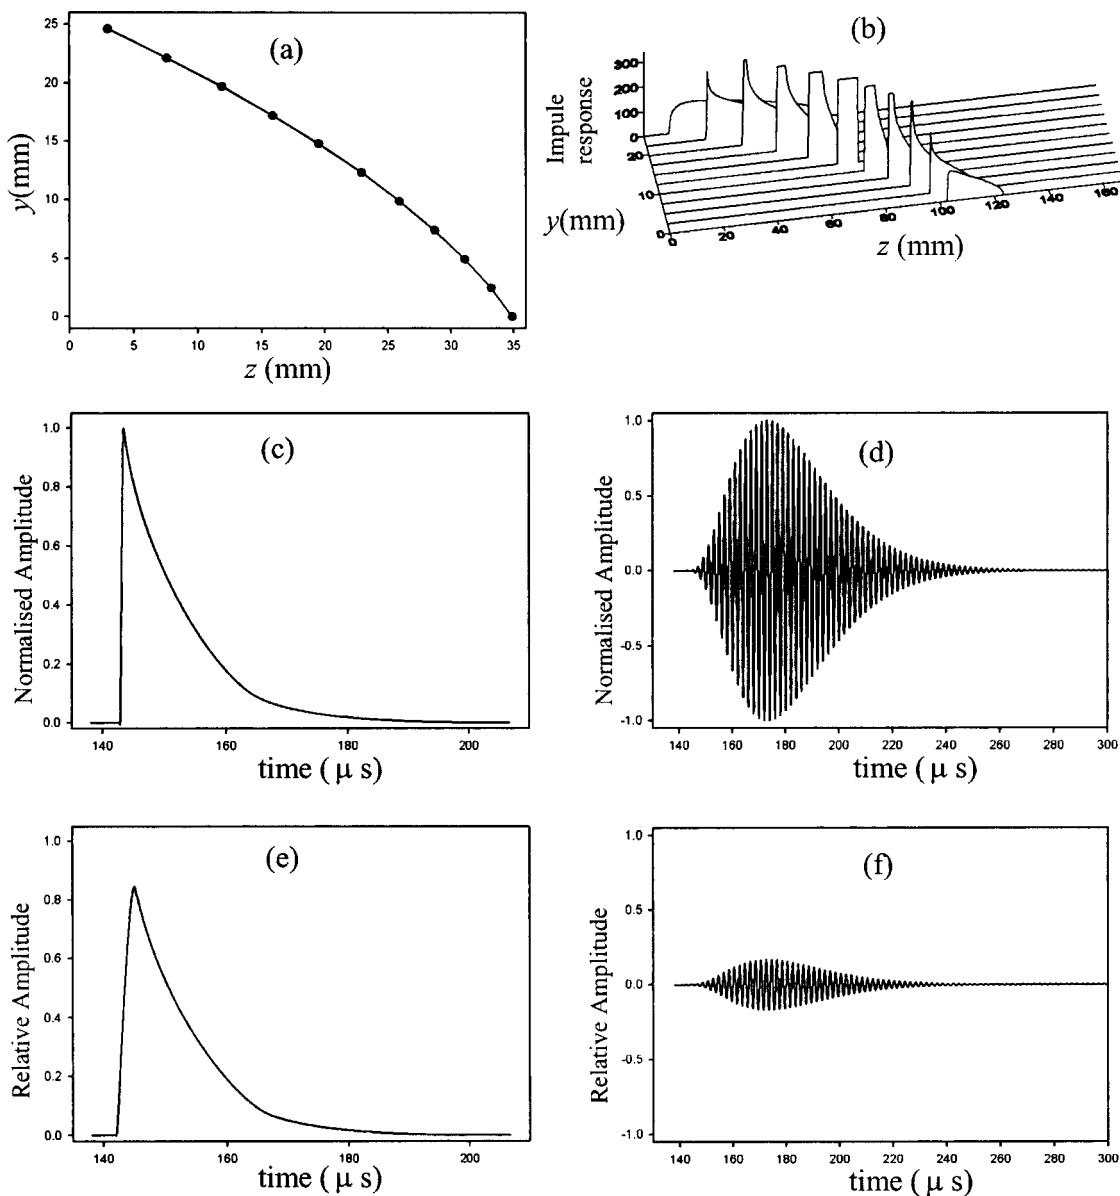 (a)
25
20
15
10
5
0
y(mm)
0 5 10 15 20 25 30 35
z (mm)
(b)
300
200
100
0
Impule
response
20
10
0
y(mm)
0 20 40 60 80 100 120 140 160
z (mm)
(c)
1.0
0.8
0.6
0.4
0.2
0.0
Normalised Amplitude
140 160 180 200
time ( μ s)
(d)
1.0
0.5
0.0
-0.5
-1.0
Normalised Amplitude
140 160 180 200 220 240 260 280 300
time ( μ s)
(e)
1.0
0.8
0.6
0.4
0.2
0.0
Relative Amplitude
140 160 180 200
time ( μ s)
(f)
1.0
0.5
0.0
-0.5
-1.0
Relative Amplitude
140 160 180 200 220 240 260 280 300
time ( μ s)